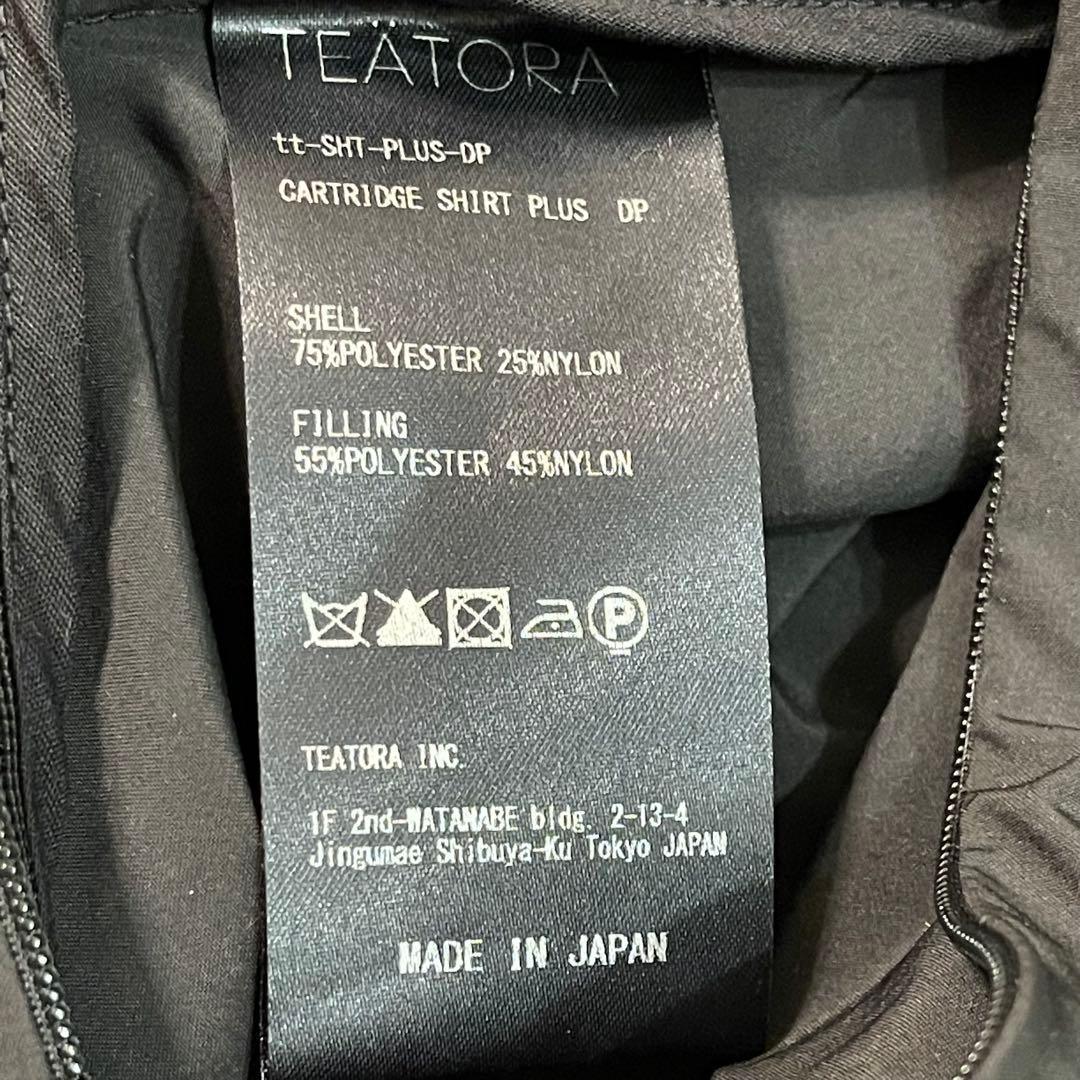 TEÄTORA
tt-SHT-PLUS-DP
CARTRIDGE SHIRT PLUS DP
SHELL
75%POLYESTER 25%NYLON
FILLING
55%POLYESTER 45%NYLON
P
TEATORA INC.
1F 2nd-WATANABE bldg. 2-13-4
Jingumae Shibuya-Ku Tokyo JAPAN
MADE IN JAPAN